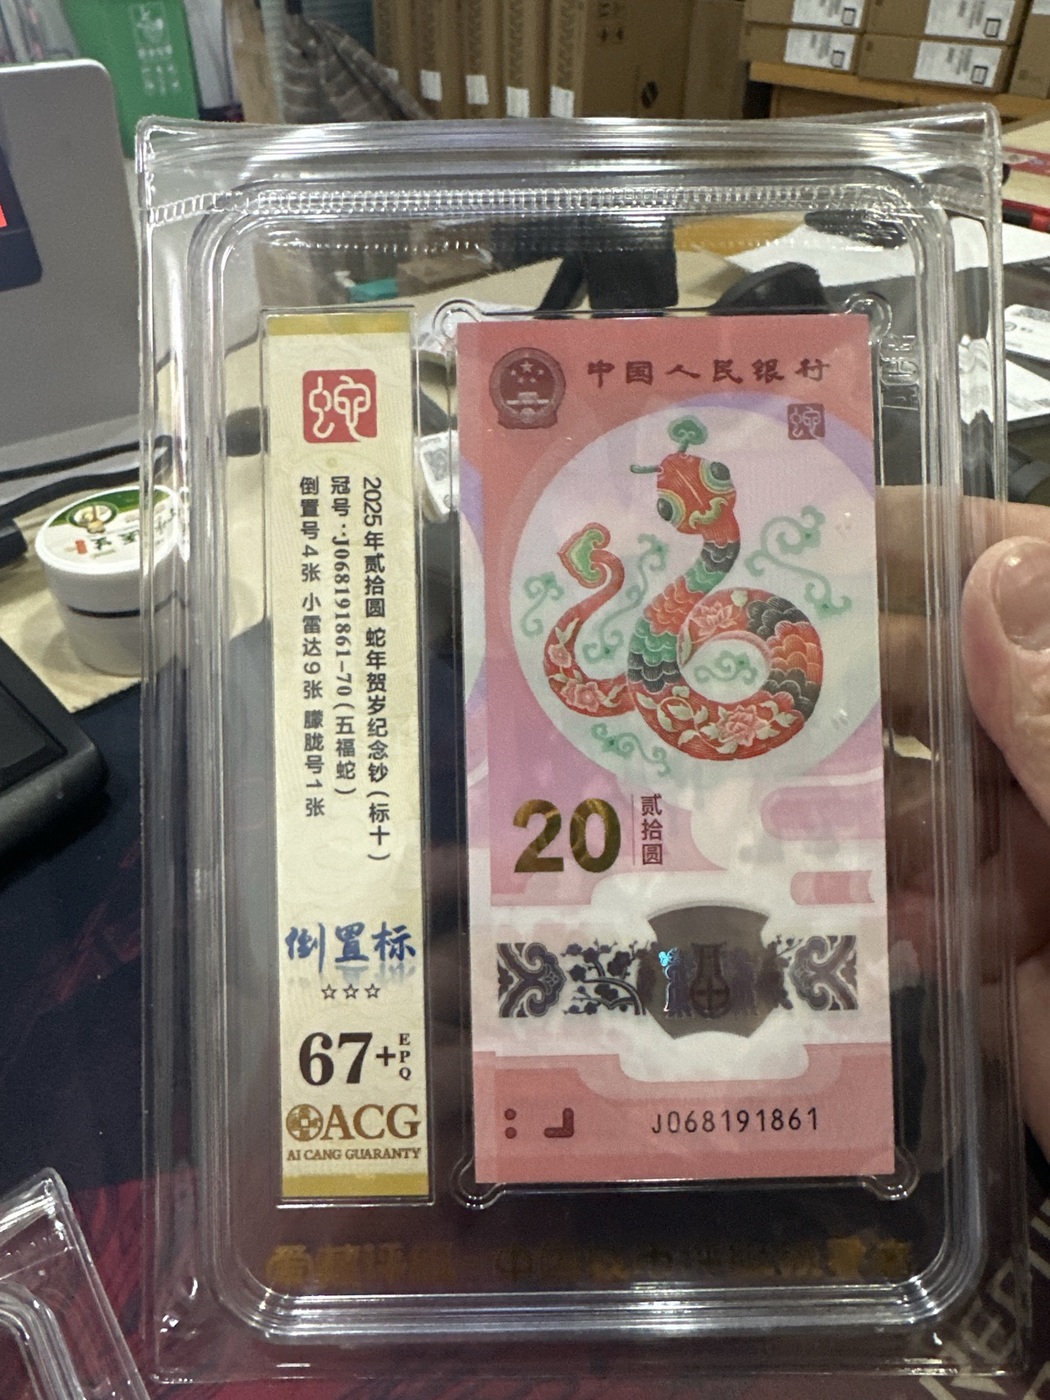 蛇
2025年贰拾圆 蛇年贺岁纪念钞(标十)
冠号:J068191861-70(五福蛇)
倒置号4张 小雷达9张 朦胧号1张
倒置标
☆☆☆
67+
EPQ
ACG
AI CANG GUARANTY
中国人民银行
蛇
20
贰拾圆
J068191861